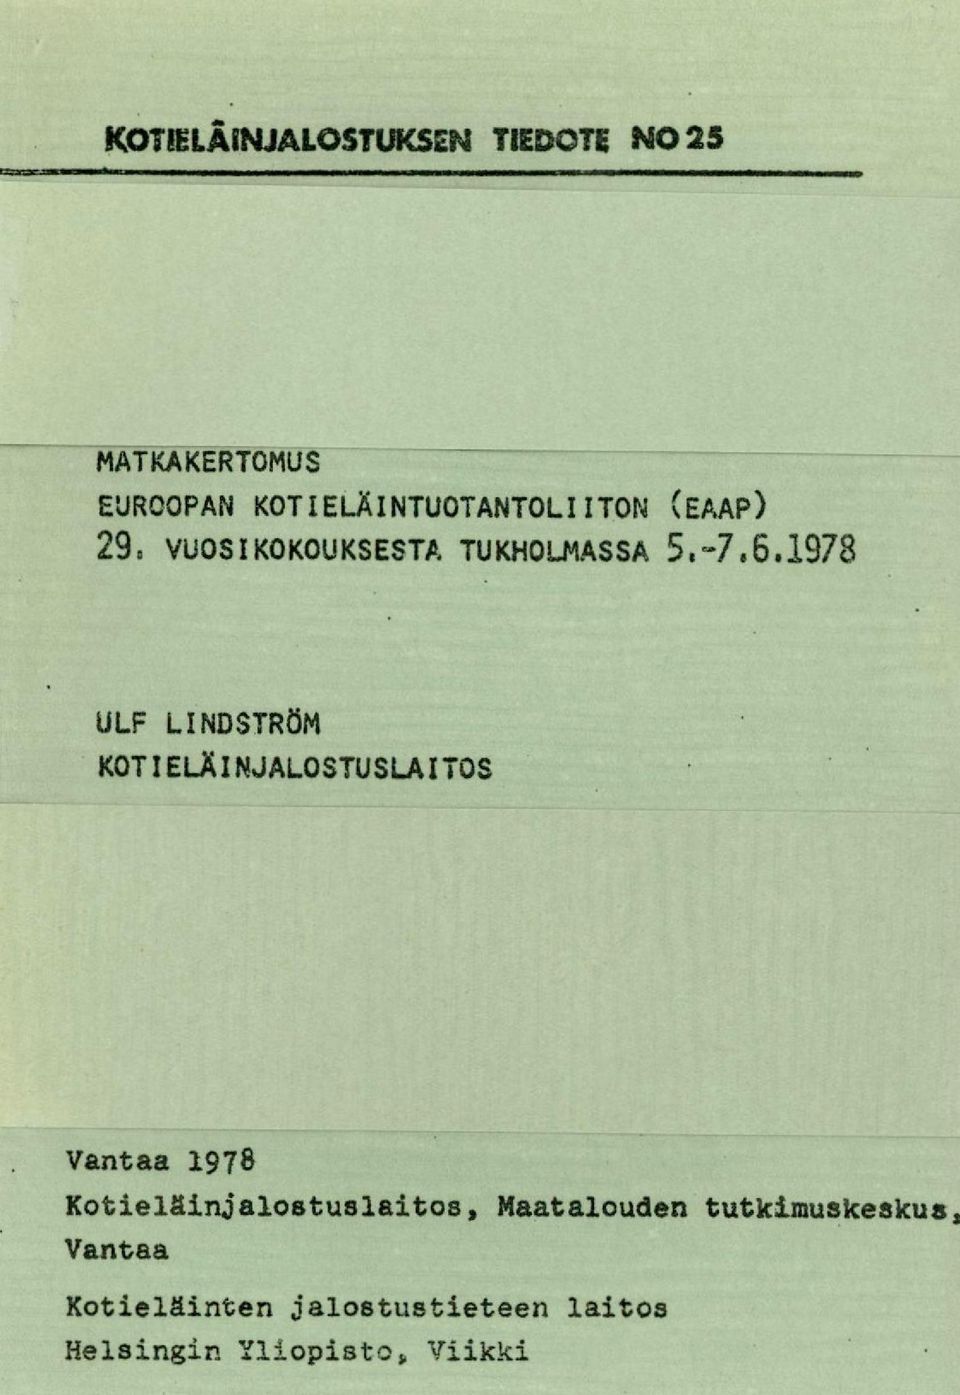 KOTIELÄINJALOSTUKSEN TIEDOTE NO 25
MATKAKERTOMUS
EUROOPAN KOTIELÄINTUOTANTOLIITON (EAAP)
29. VUOSIKOKOUKSESTA TUKHOLMASSA 5.-7.6.1978
ULF LINDSTRÖM
KOTIELÄINJALOSTUSLAITOS
Vantaa 1978
Kotieläinjalostuslaitos, Maatalouden tutkimuskeskus,
Vantaa
Kotieläinten jalostustieteen laitos
Helsingin Yliopisto, Viikki